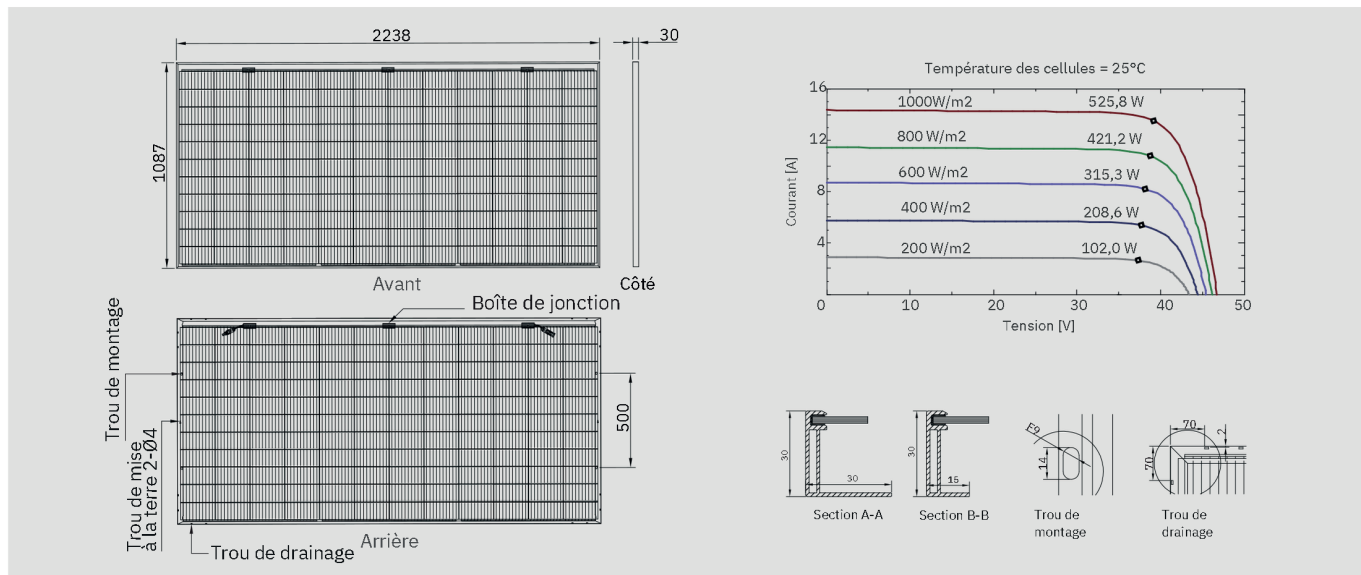 2238
30
1087
Avant
Côté
Boîte de jonction
Trou de montage
Trou de mise
à la terre 2-Ø4
500
Trou de drainage
Arrière
Température des cellules = 25°C
16
12
8
4
Courant [A]
1000W/m2
525,8 W
800 W/m2
421,2 W
600 W/m2
315,3 W
400 W/m2
208,6 W
200 W/m2
102,0 W
0
10
20
30
40
50
Tension [V]
30
30
Section A-A
30
15
Section B-B
E9
14
Trou de
montage
70
2
70
Trou de
drainage